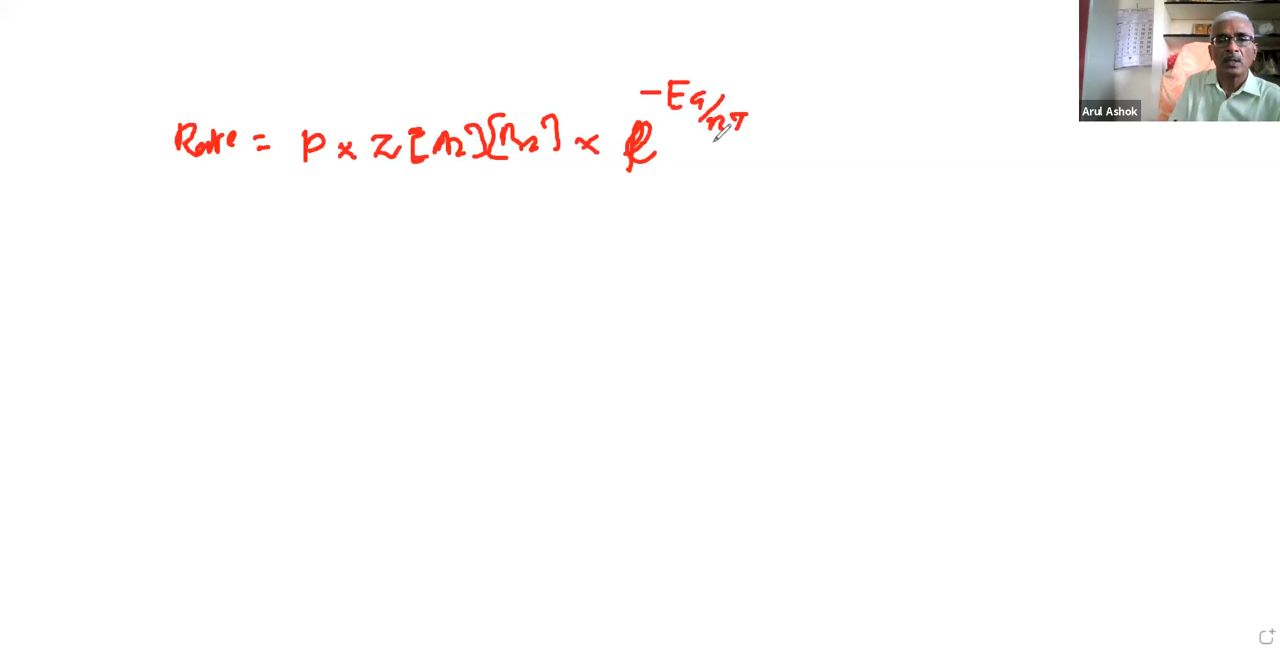 Rate = P × Z [A2] [B2] × e^-Ea/RT
Arul Ashok